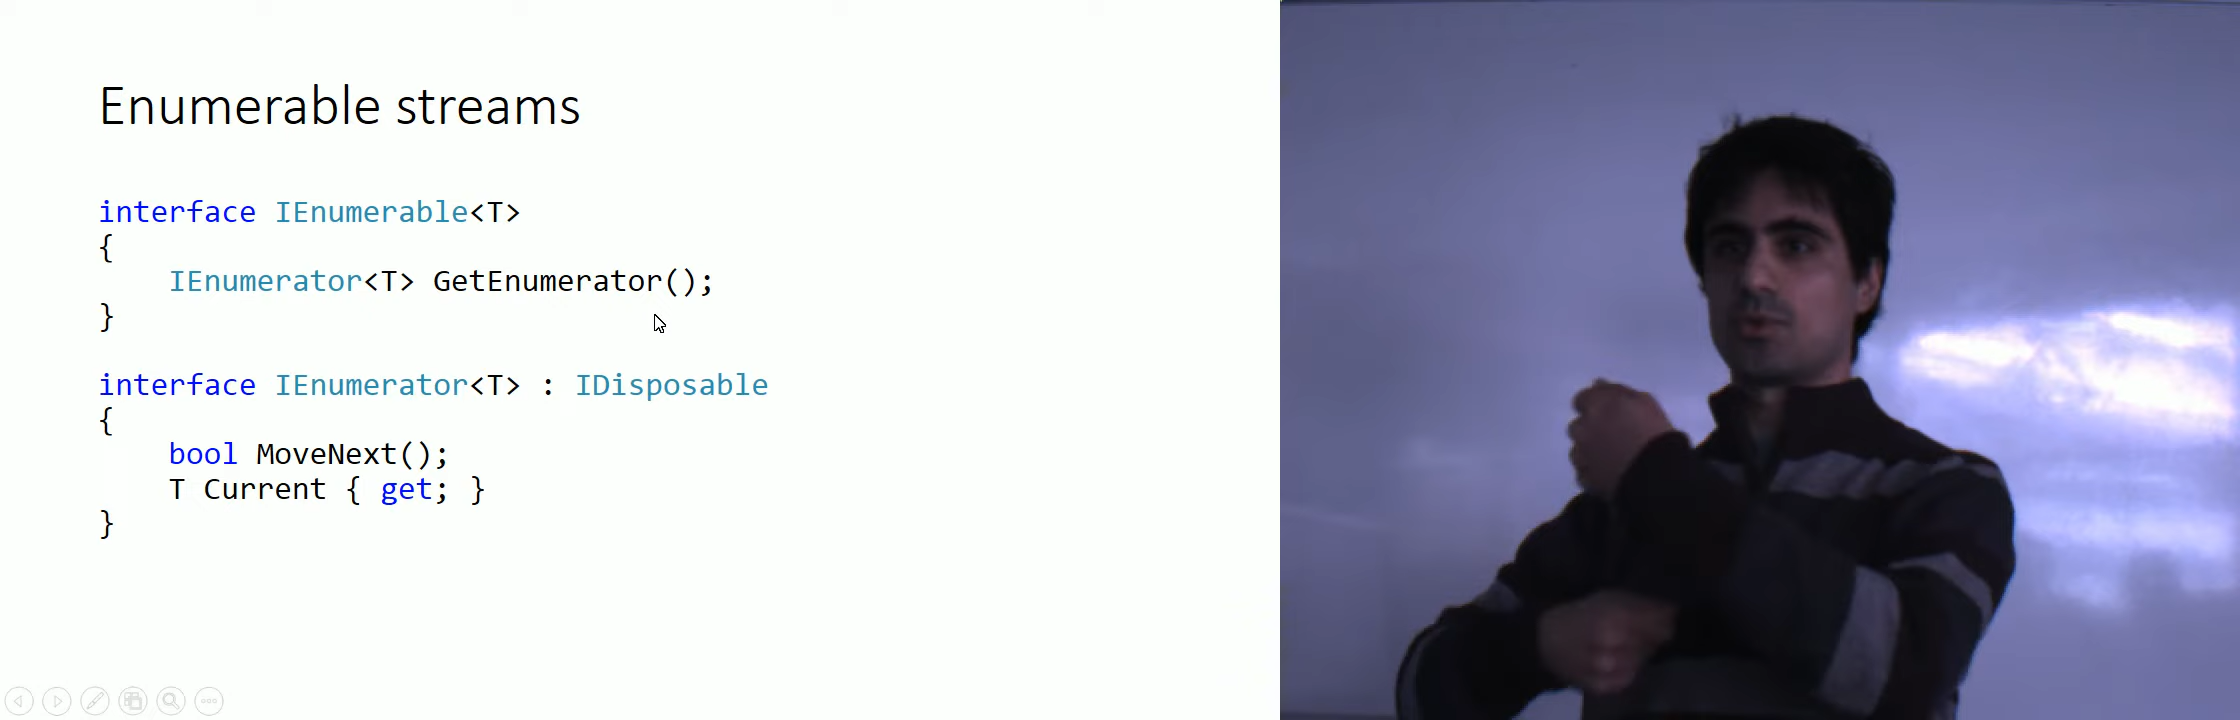 Enumerable streams
interface IEnumerable<T>
{
    IEnumerator<T> GetEnumerator();
}
interface IEnumerator<T> : IDisposable
{
    bool MoveNext();
    T Current { get; }
}